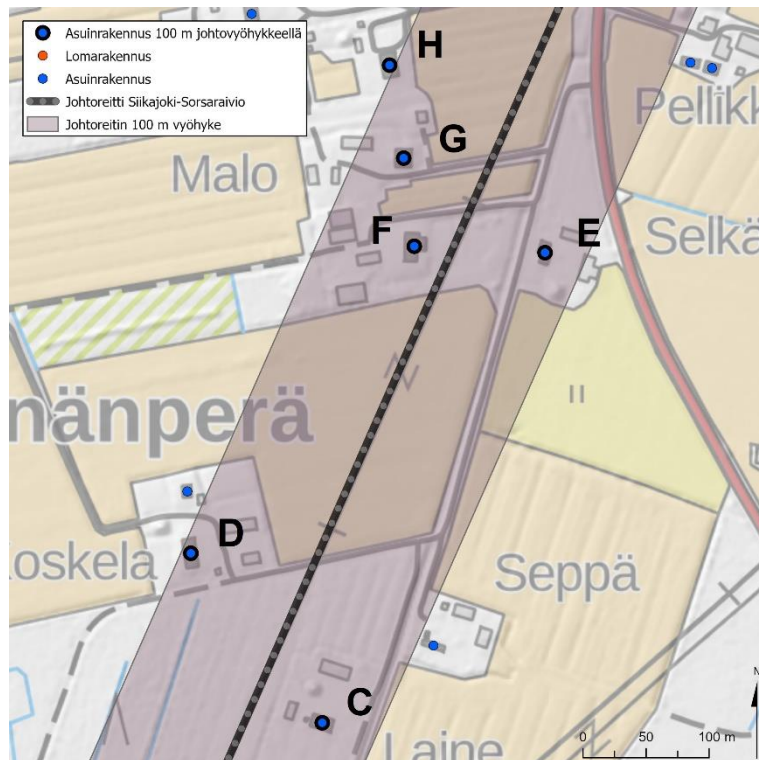 Asuinrakennus 100 m johtovyöhykkeellä
Lomarakennus
Asuinrakennus
Johtoreitti Siikajoki-Sorsaraivio
Johtoreitin 100 m vyöhyke
H
Pellikk
G
Malo
F
E
Selkä
II
nänperä
D
oskela
Seppä
C
Laine
N
0 50 100 m